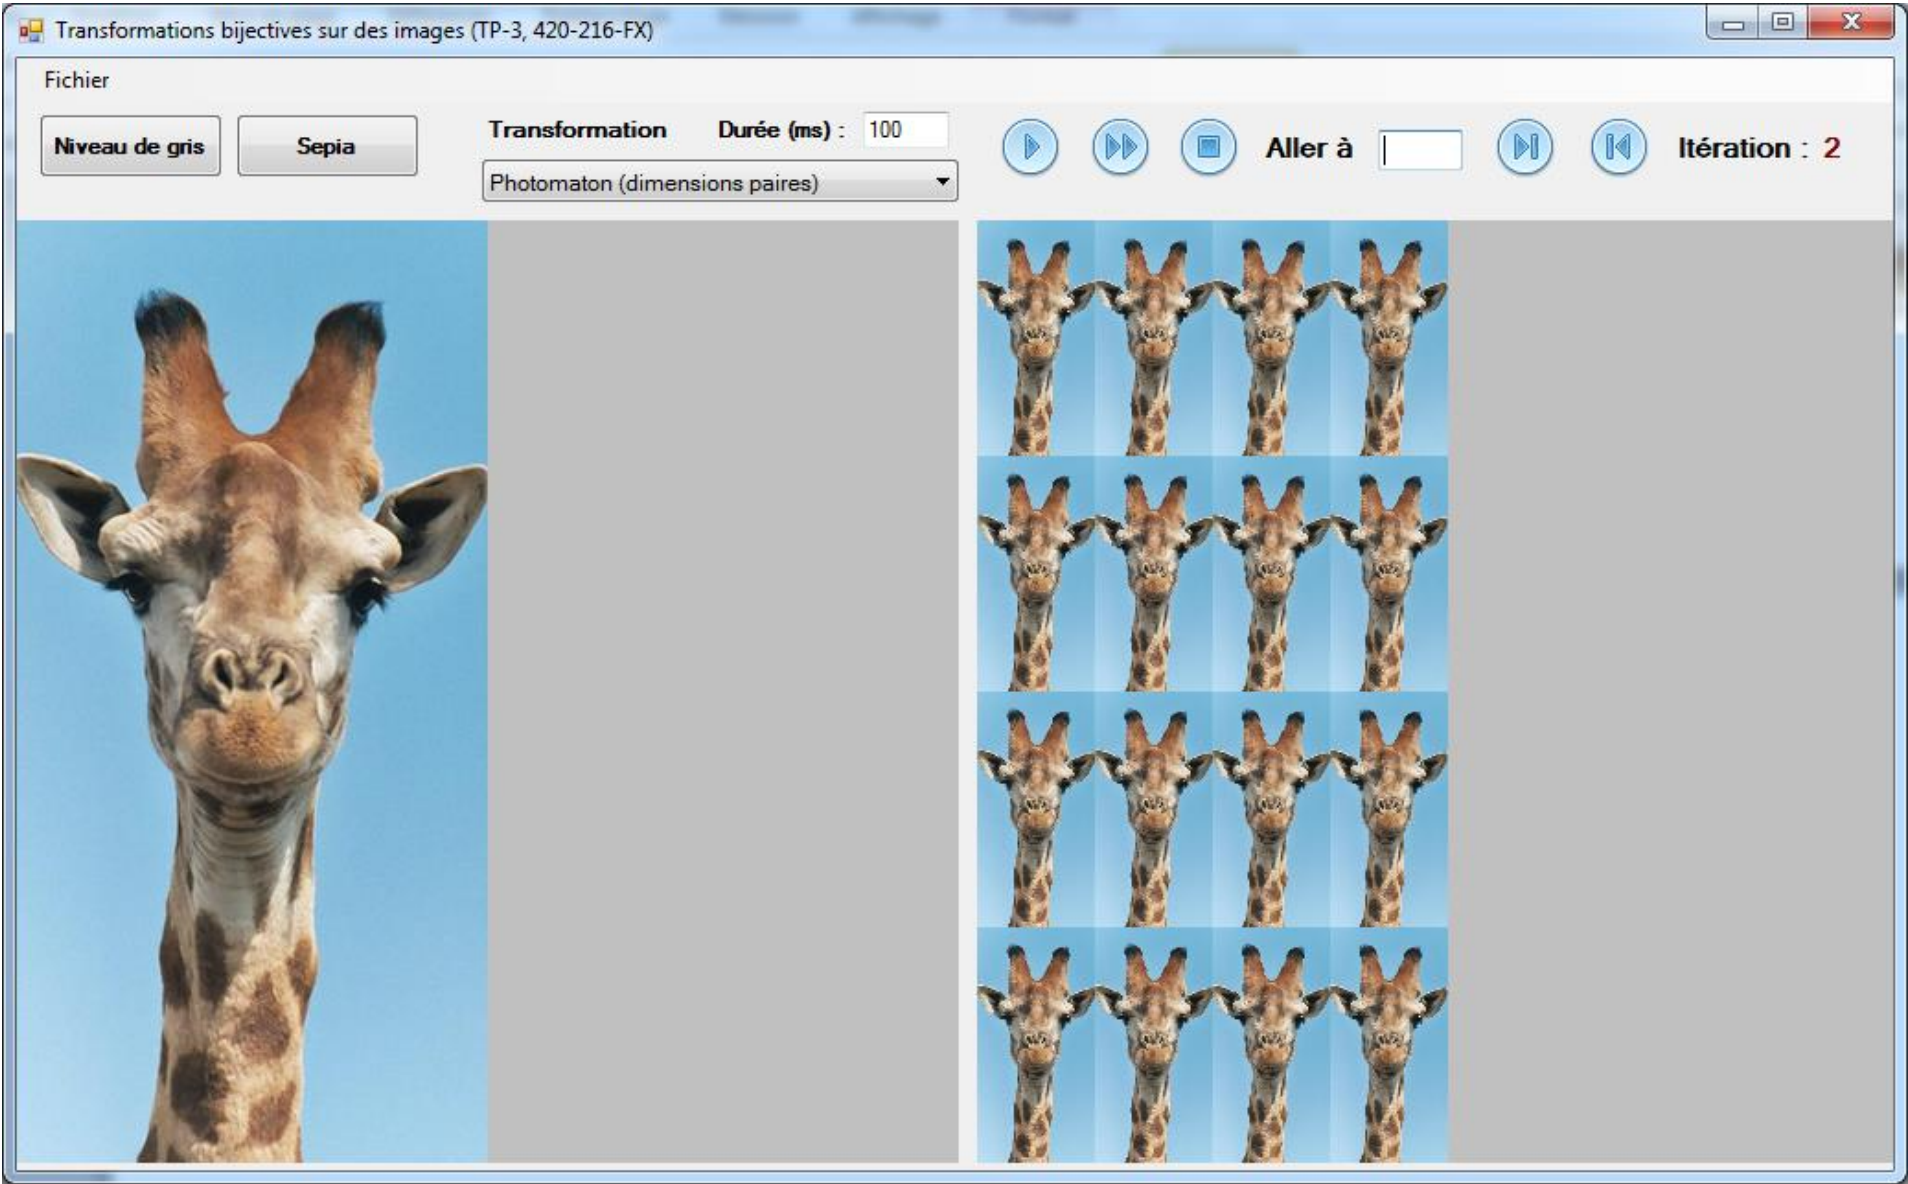 Transformations bijectives sur des images (TP-3, 420-216-FX)
Fichier
Niveau de gris
Sepia
Transformation
Durée (ms) :
100
Photomaton (dimensions paires)
Aller à
Itération : 2